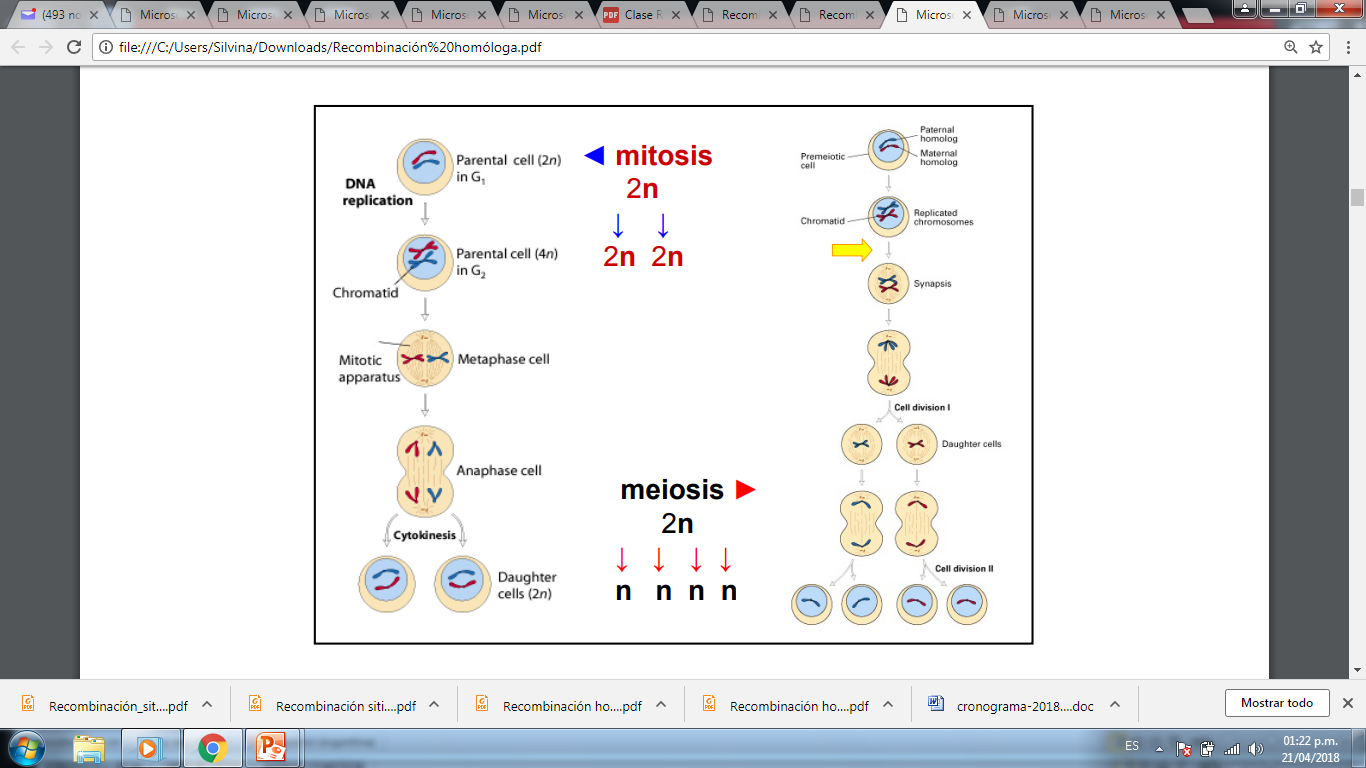 (493 no
Micros
Micros
Micros
Micros
Micros
Clase R
Recom
Recom
Micros
Micros
Micros
file:///C:/Users/Silvina/Downloads/Recombinación%20homóloga.pdf
Parental cell (2n)
in G1
DNA
replication
Parental cell (4n)
in G2
Chromatid
Mitotic
apparatus
Metaphase cell
Anaphase cell
Cytokinesis
Daughter
cells (2n)
◄ mitosis
2n
↓ ↓
2n 2n
meiosis ►
2n
↓ ↓ ↓ ↓
n n n n
Paternal
homolog
Maternal
homolog
Premeiotic
cell
Chromatid
Replicated
chromosomes
Synapsis
Cell division I
Daughter cells
Cell division II
Recombinación_sit....pdf
Recombinación siti....pdf
Recombinación ho....pdf
Recombinación ho....pdf
cronograma-2018....doc
Mostrar todo
ES
01:22 p.m.
21/04/2018